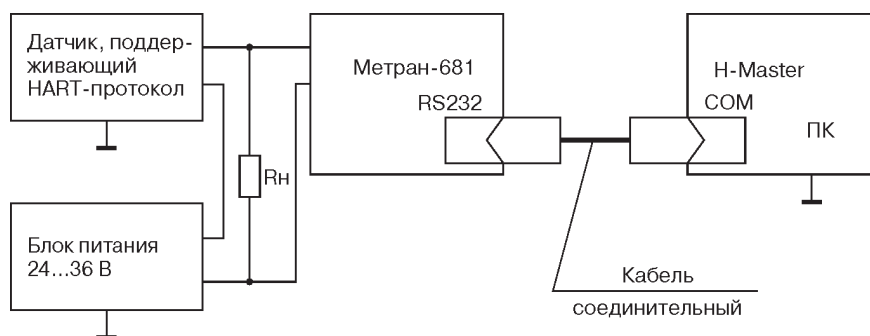 Датчик, поддер-
живающий
HART-протокол
Метран-681
RS232
H-Master
COM
ПК
Rн
Блок питания
24...36 В
Кабель
соединительный